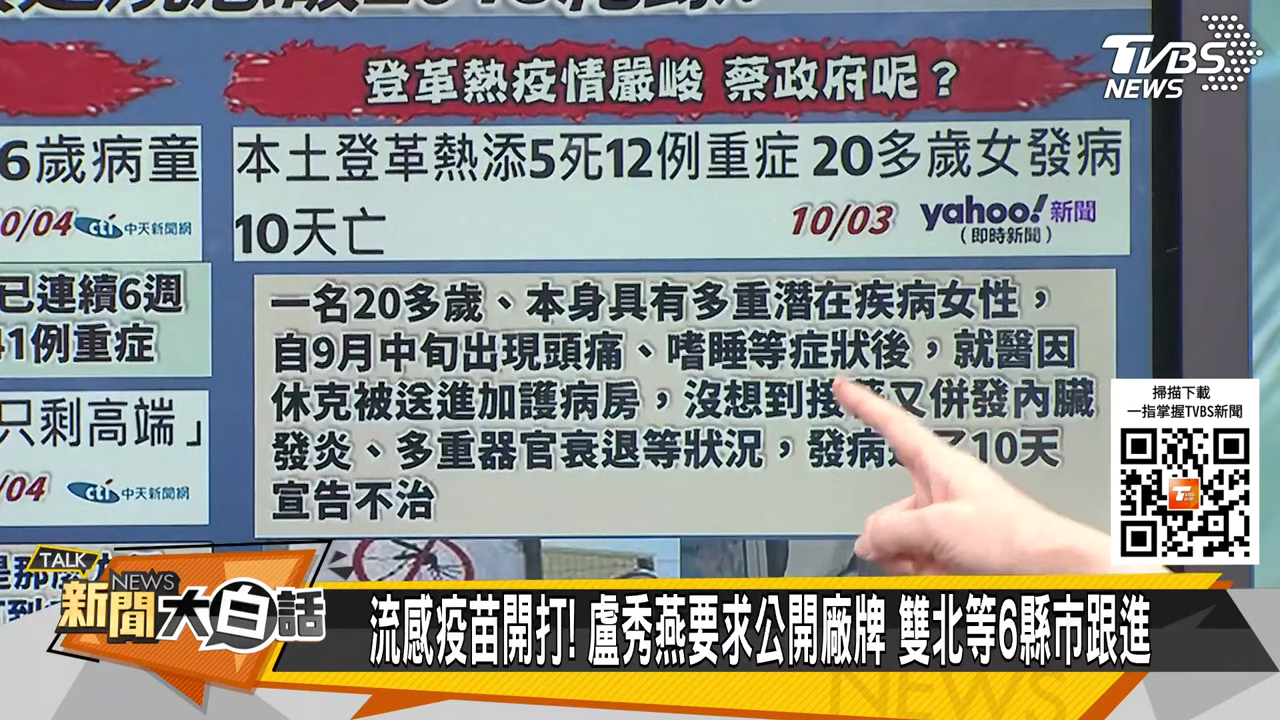 登革熱疫情嚴峻 蔡政府呢？
TVBS
NEWS
6歲病童
0/04 cti 中天新聞網
本土登革熱添5死12例重症 20多歲女發病
10天亡
10/03 yahoo!新聞
(即時新聞)
已連續6週
41例重症
一名20多歲、本身具有多重潛在疾病女性，
自9月中旬出現頭痛、嗜睡等症狀後，就醫因
休克被送進加護病房，沒想到接 又併發內臟
發炎、多重器官衰退等狀況，發病 了10天
宣告不治
只剩高端」
/04 cti 中天新聞網
掃描下載
一指掌握TVBS新聞
TALK
NEWS
新聞大白話
流感疫苗開打! 盧秀燕要求公開廠牌 雙北等6縣市跟進
NEWS